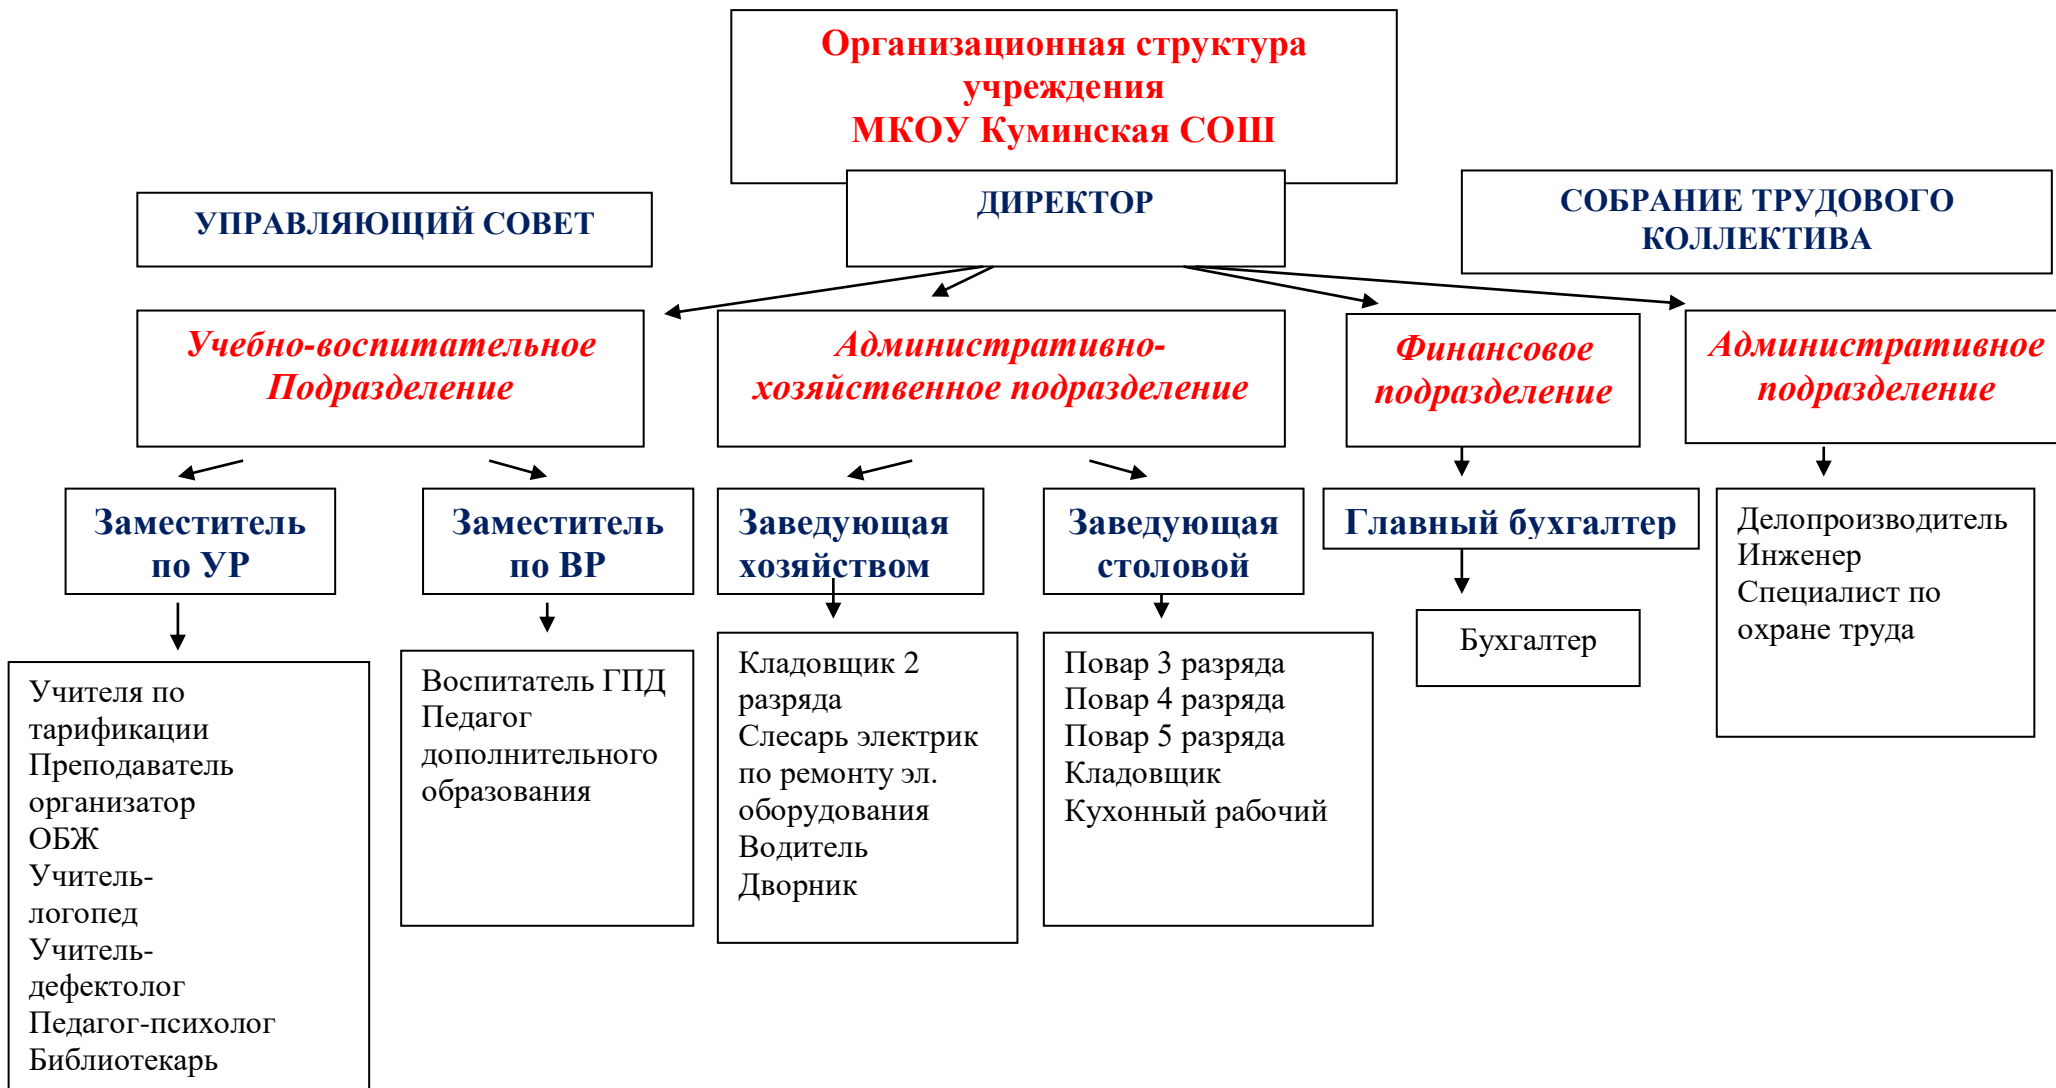 Организационная структура
учреждения
МКОУ Куминская СОШ
УПРАВЛЯЮЩИЙ СОВЕТ
ДИРЕКТОР
СОБРАНИЕ ТРУДОВОГО
КОЛЛЕКТИВА
Учебно-воспитательное
Подразделение
Административно-
хозяйственное подразделение
Финансовое
подразделение
Административное
подразделение
Заместитель
по УР
Заместитель
по ВР
Заведующая
хозяйством
Заведующая
столовой
Главный бухгалтер
Делопроизводитель
Инженер
Специалист по
охране труда
Учителя по
тарификации
Преподаватель
организатор
ОБЖ
Учитель-
логопед
Учитель-
дефектолог
Педагог-психолог
Библиотекарь
Воспитатель ГПД
Педагог
дополнительного
образования
Кладовщик 2
разряда
Слесарь электрик
по ремонту эл.
оборудования
Водитель
Дворник
Повар 3 разряда
Повар 4 разряда
Повар 5 разряда
Кладовщик
Кухонный рабочий
Бухгалтер